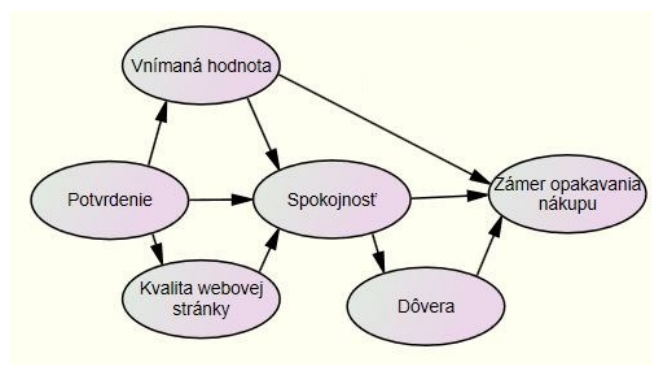 Vnímaná hodnota
Potvrdenie
Spokojnosť
Zámer opakavania
nákupu
Kvalita webovej
stránky
Dôvera